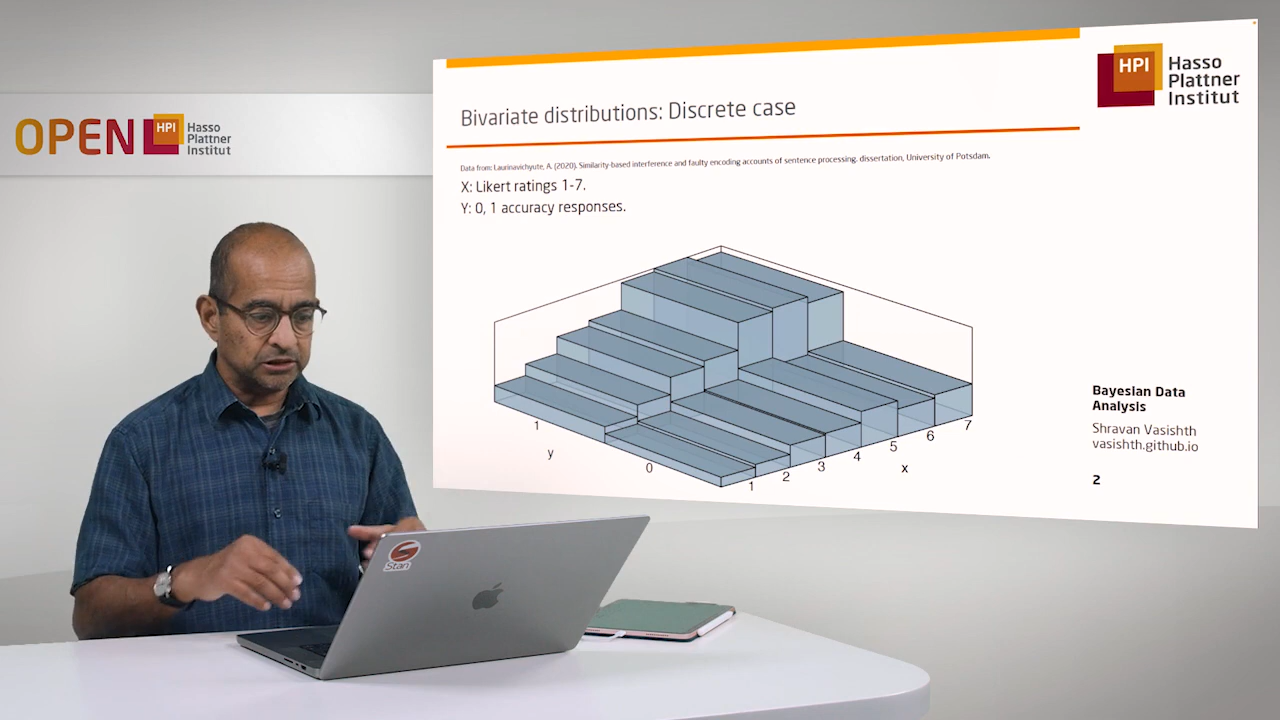 OPEN HPI Hasso
Plattner
Institut
Bivariate distributions: Discrete case
HPI Hasso
Plattner
Institut
Data from: Laurinavichyute, A. (2020). Similarity-based interference and faulty encoding accounts of sentence processing. dissertation, University of Potsdam.
X: Likert ratings 1-7.
Y: 0, 1 accuracy responses.
1
y
0
1
2
3
4
5
6
7
x
Bayesian Data
Analysis
Shravan Vasishth
vasishth.github.io
2
Stan